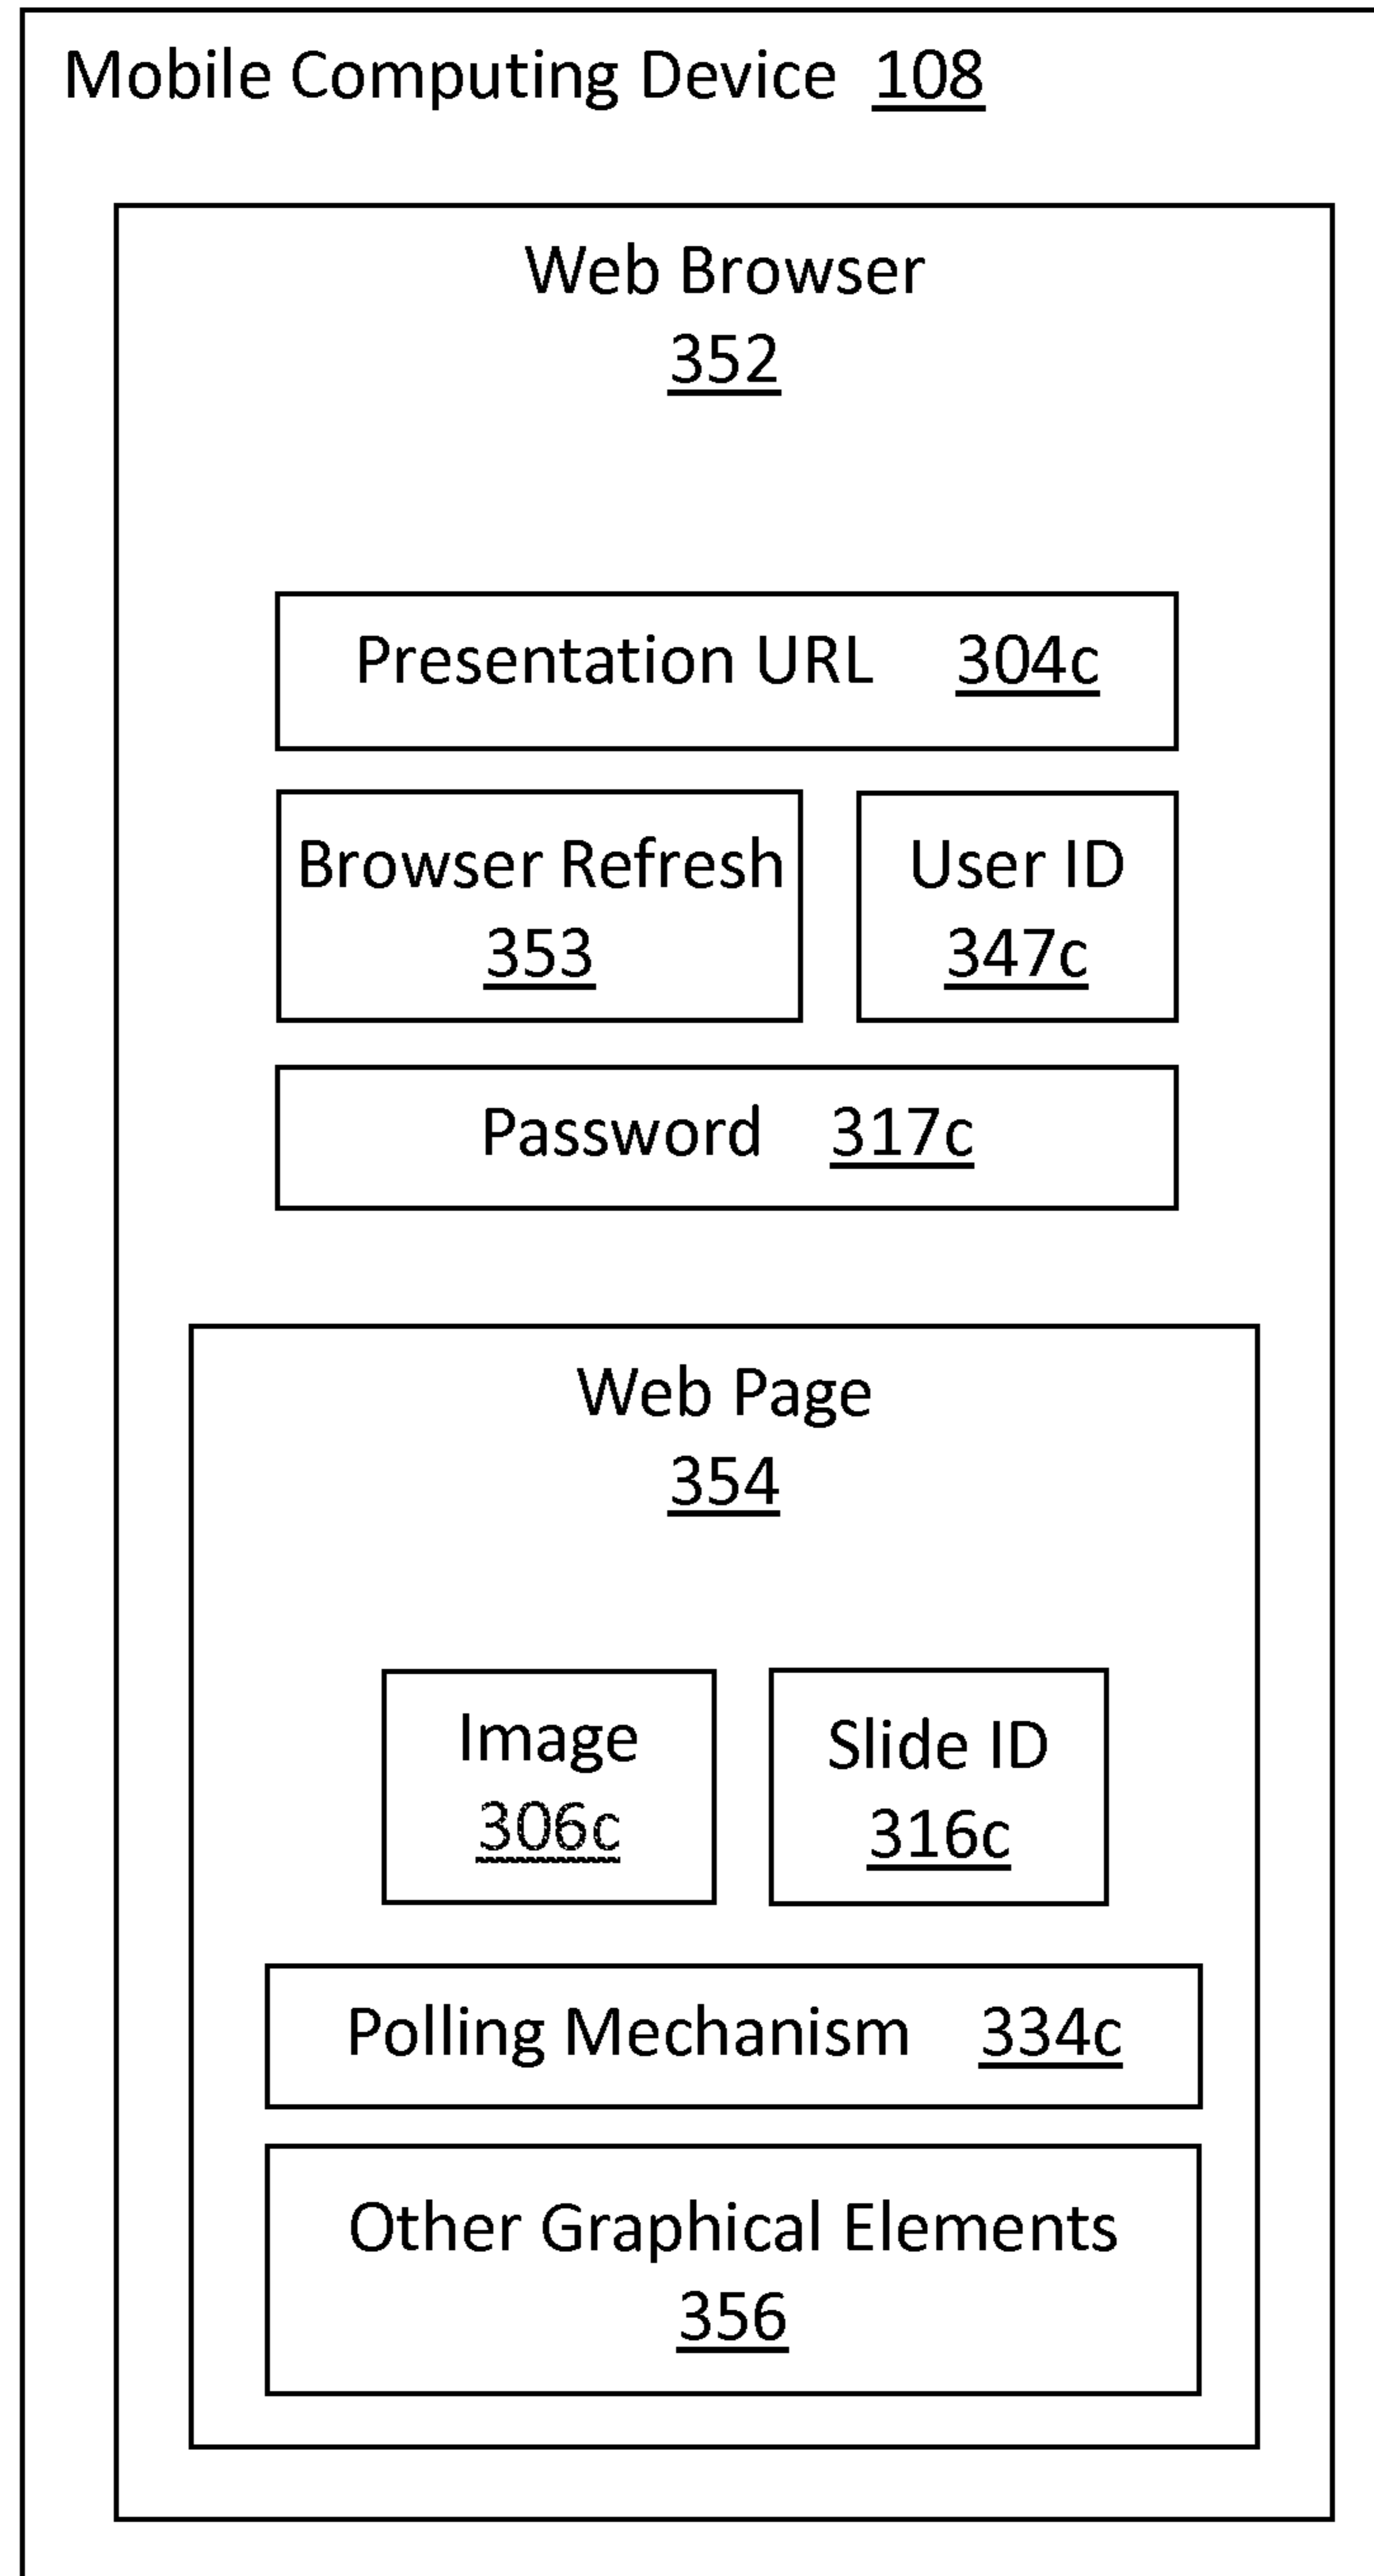 Mobile Computing Device 108
Web Browser
352
Presentation URL 304c
Browser Refresh
353
User ID
347c
Password 317c
Web Page
354
Image
306c
Slide ID
316c
Polling Mechanism 334c
Other Graphical Elements
356